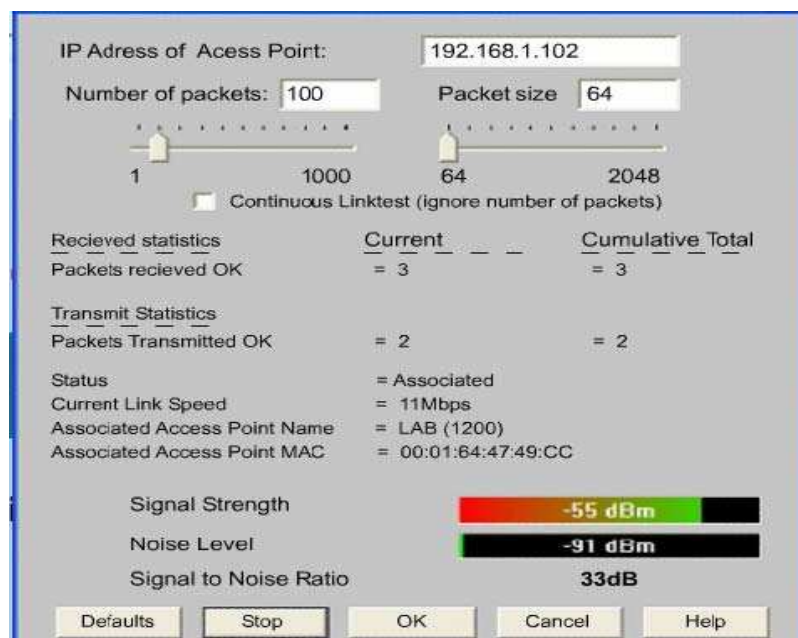 IP Adress of Acess Point: 192.168.1.102
Number of packets: 100 Packet size 64
1 1000 64 2048
Continuous Linktest (ignore number of packets)
Recieved statistics Current Cumulative Total
Packets recieved OK = 3 = 3
Transmit Statistics
Packets Transmitted OK = 2 = 2
Status = Associated
Current Link Speed = 11Mbps
Associated Access Point Name = LAB (1200)
Associated Access Point MAC = 00:01:64:47:49:CC
Signal Strength -55 dBm
Noise Level -91 dBm
Signal to Noise Ratio 33dB
Defaults Stop OK Cancel Help